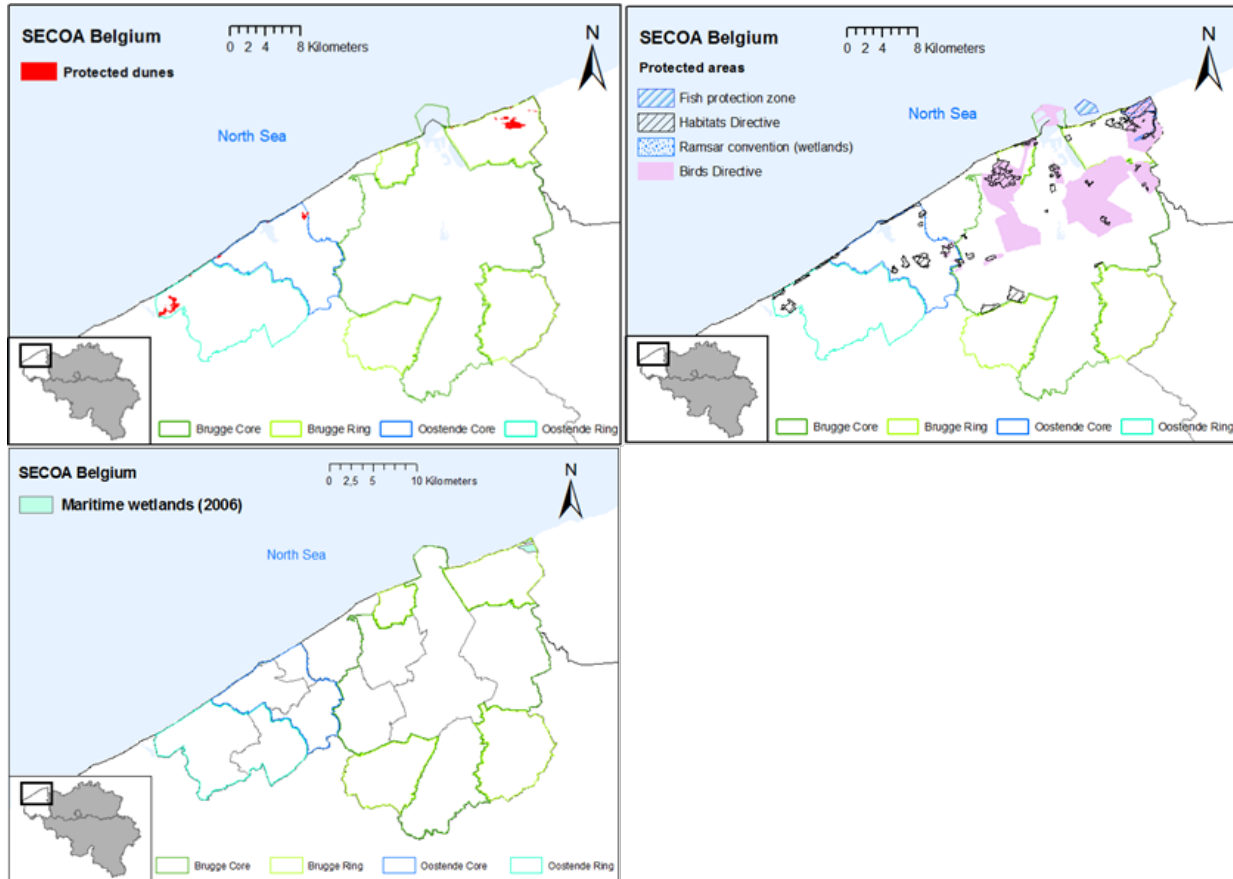 SECOA Belgium
0 2 4 8 Kilometers
N
Protected dunes
North Sea
Brugge Core Brugge Ring Oostende Core Oostende Ring
SECOA Belgium
0 2 4 8 Kilometers
N
Protected areas
Fish protection zone
Habitats Directive
Ramsar convention (wetlands)
Birds Directive
North Sea
Brugge Core Brugge Ring Oostende Core Oostende Ring
SECOA Belgium
0 2,5 5 10 Kilometers
N
Maritime wetlands (2006)
North Sea
Brugge Core Brugge Ring Oostende Core Oostende Ring